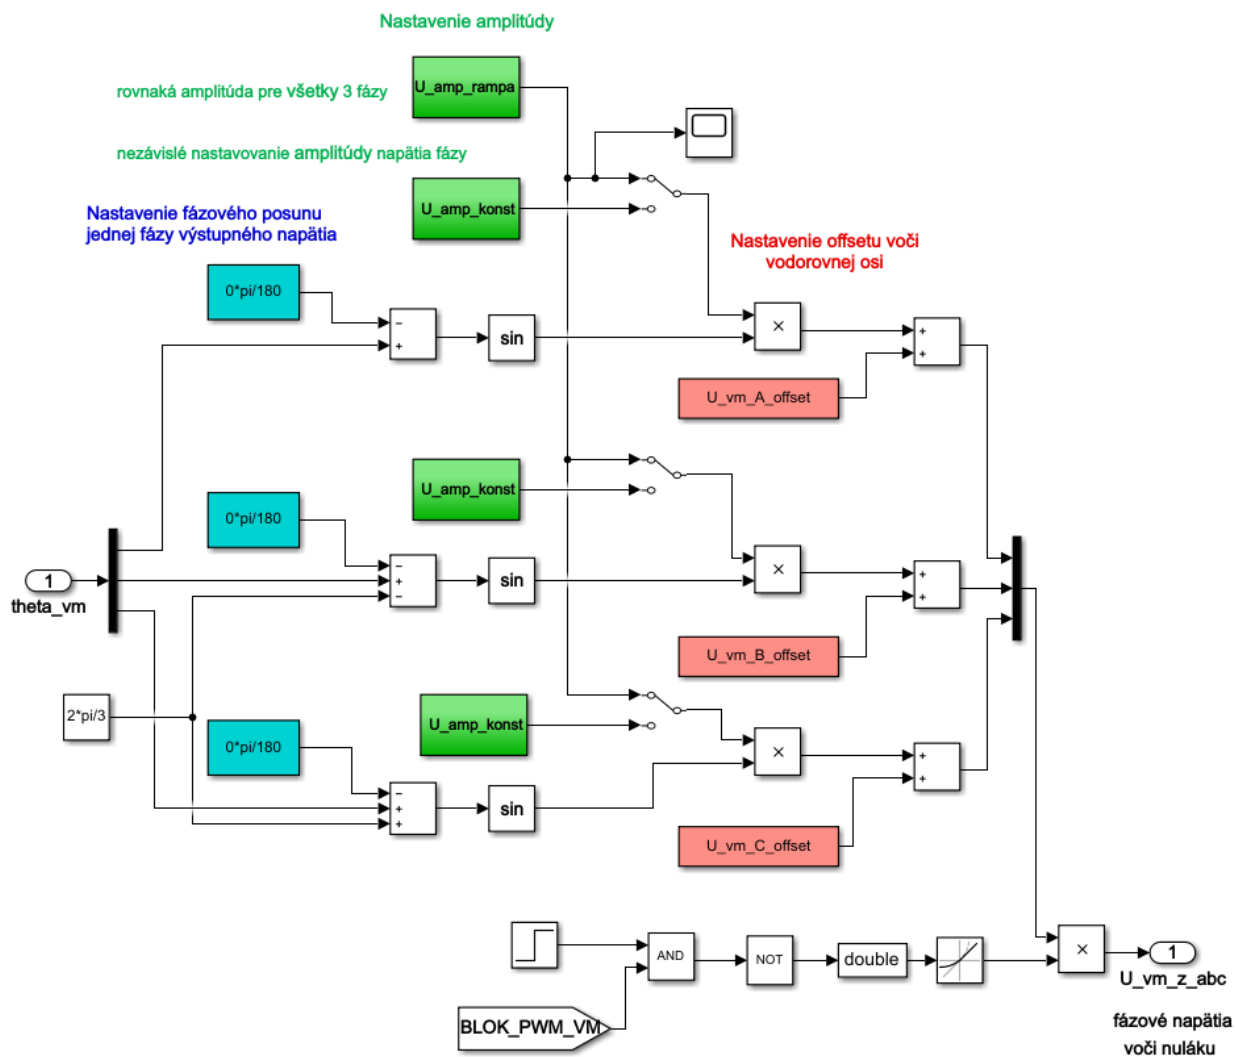 Nastavenie amplitúdy
U_amp_rampa
rovnaká amplitúda pre všetky 3 fázy
nezávislé nastavovanie amplitúdy napätia fázy
U_amp_konst
Nastavenie fázového posunu
jednej fázy výstupného napätia
Nastavenie offsetu voči
vodorovnej osi
0*pi/180
−
+
sin
×
+
+
U_vm_A_offset
U_amp_konst
0*pi/180
−
+
−
sin
×
+
+
1
theta_vm
U_vm_B_offset
2*pi/3
U_amp_konst
0*pi/180
−
+
+
sin
×
+
+
U_vm_C_offset
AND
NOT
double
×
1
U_vm_z_abc
BLOK_PWM_VM
fázové napätia
voči nuláku